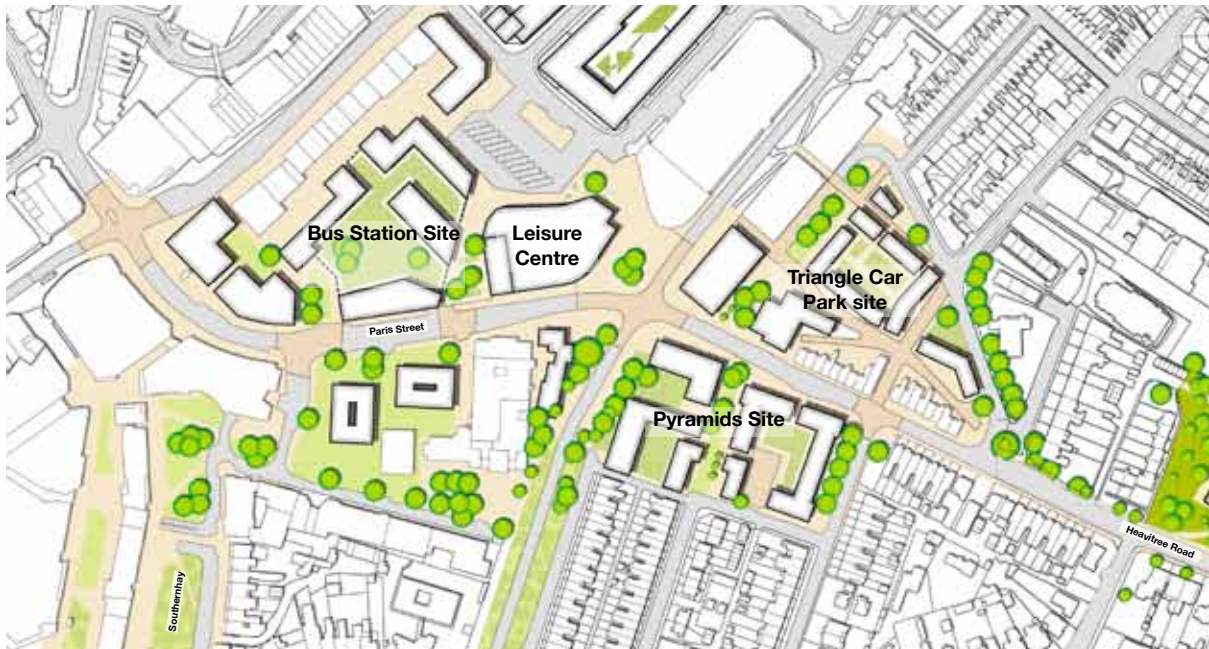 Bus Station Site
Leisure
Centre
Triangle Car
Park site
Paris Street
Pyramids Site
Heavitree Road
Southernhay